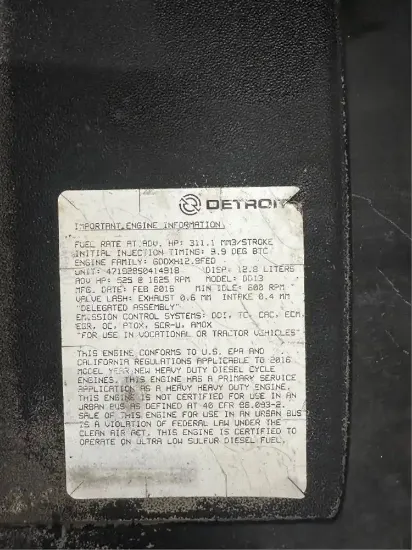 DETROIT
IMPORTANT ENGINE INFORMATION
FUEL RATE AT ADV. HP: 311.1 MM3/STROKE
INITIAL INJECTION TIMING: 9.9 DEG BTC
ENGINE FAMILY: GDDXH12.8FED
UNIT: 471928S0414918 DISP: 12.8 LITERS
ADV HP: 525 @ 1625 RPM MODEL: DD13
MFG. DATE: FEB 2016 MIN IDLE: 600 RPM
VALVE LASH: EXHAUST 0.6 MM INTAKE 0.4 MM
"DELEGATED ASSEMBLY"
EMISSION CONTROL SYSTEMS: DDI, TC, CAC, ECM
EGR, OC, PTOX, SCR-U, AMOX
"FOR USE IN VOCATIONAL OR TRACTOR VEHICLES"
THIS ENGINE CONFORMS TO U.S. EPA AND
CALIFORNIA REGULATIONS APPLICABLE TO 2016
MODEL YEAR NEW HEAVY DUTY DIESEL CYCLE
ENGINES. THIS ENGINE HAS A PRIMARY SERVICE
APPLICATION AS A HEAVY HEAVY DUTY ENGINE.
THIS ENGINE IS NOT CERTIFIED FOR USE IN AN
URBAN BUS AS DEFINED AT 40 CFR 86.093-2.
SALE OF THIS ENGINE FOR USE IN AN URBAN BUS
IS A VIOLATION OF FEDERAL LAW UNDER THE
CLEAN AIR ACT. THIS ENGINE IS CERTIFIED TO
OPERATE ON ULTRA LOW SULFUR DIESEL FUEL.